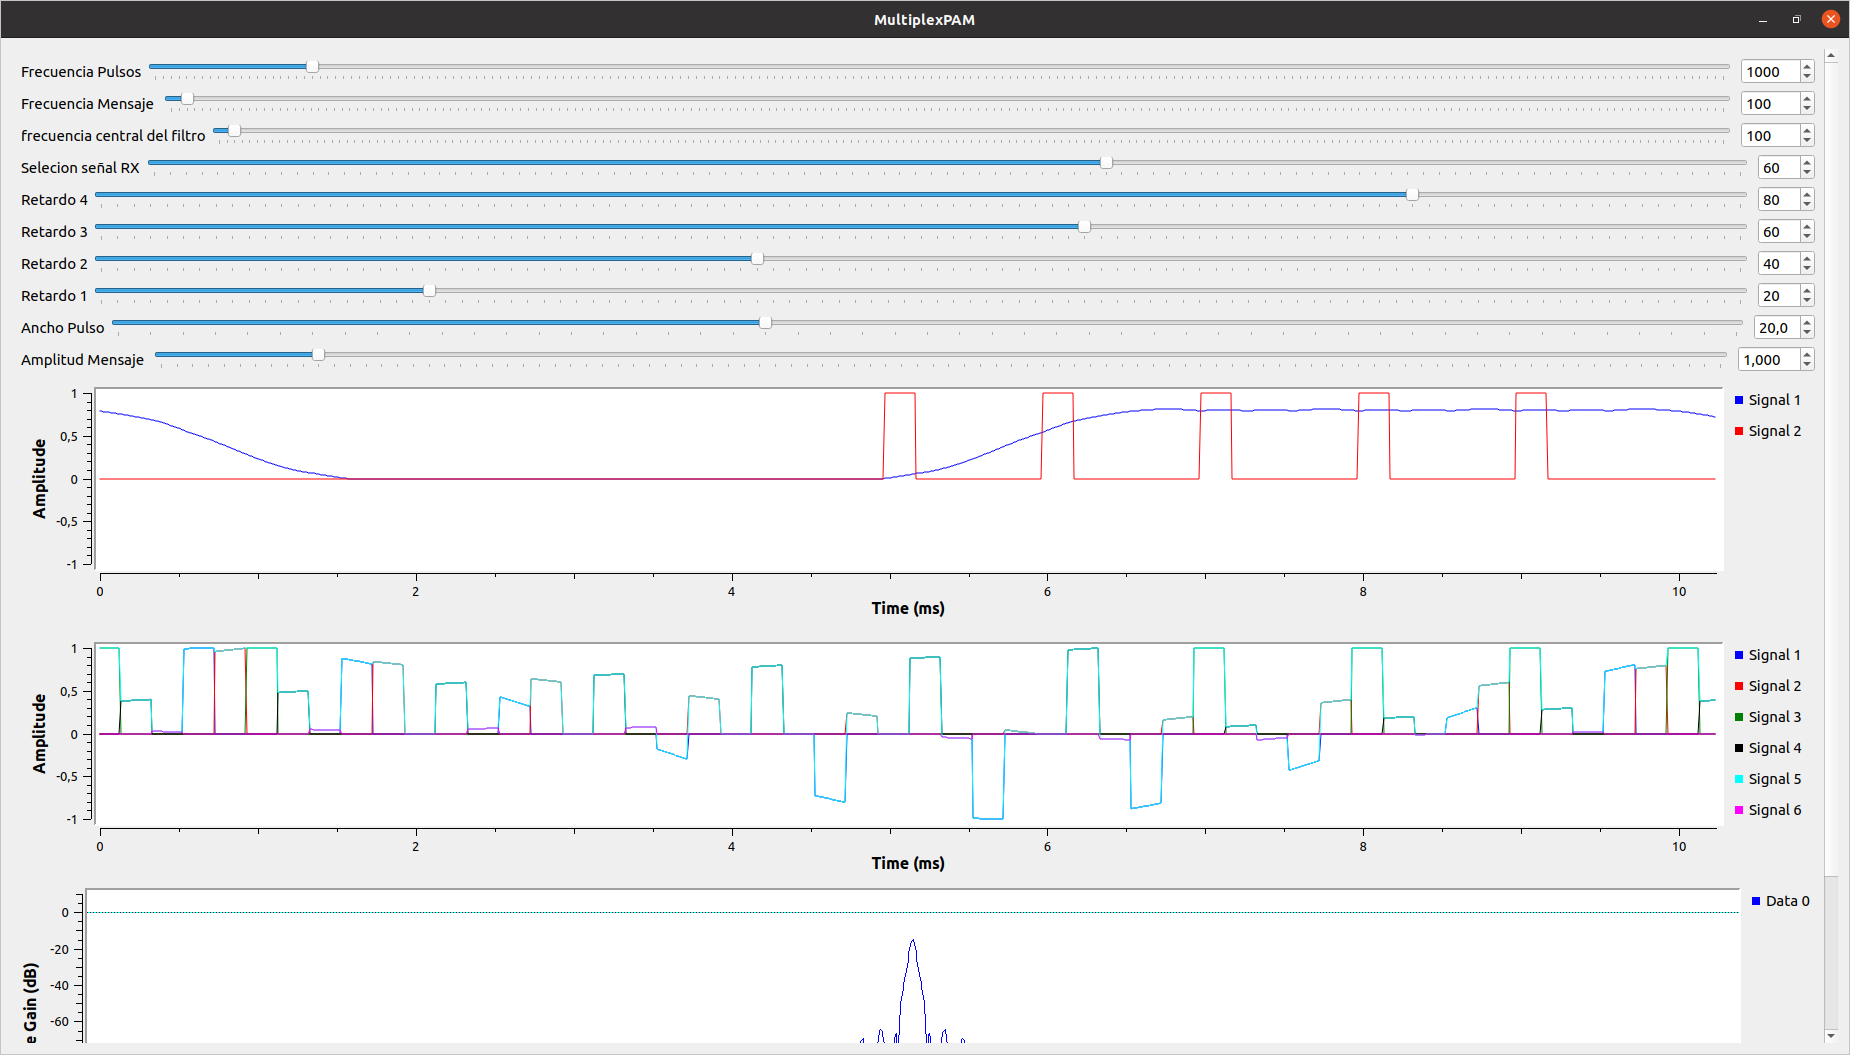 MultiplexPAM
Frecuencia Pulsos 1000
Frecuencia Mensaje 100
frecuencia central del filtro 100
Selecion señal RX 60
Retardo 4 80
Retardo 3 60
Retardo 2 40
Retardo 1 20
Ancho Pulso 20,0
Amplitud Mensaje 1,000
Amplitude
1
0,5
0
-0,5
-1
0 2 4 6 8 10
Time (ms)
Signal 1
Signal 2
Amplitude
1
0,5
0
-0,5
-1
0 2 4 6 8 10
Time (ms)
Signal 1
Signal 2
Signal 3
Signal 4
Signal 5
Signal 6
e Gain (dB)
0
-20
-40
-60
Data 0